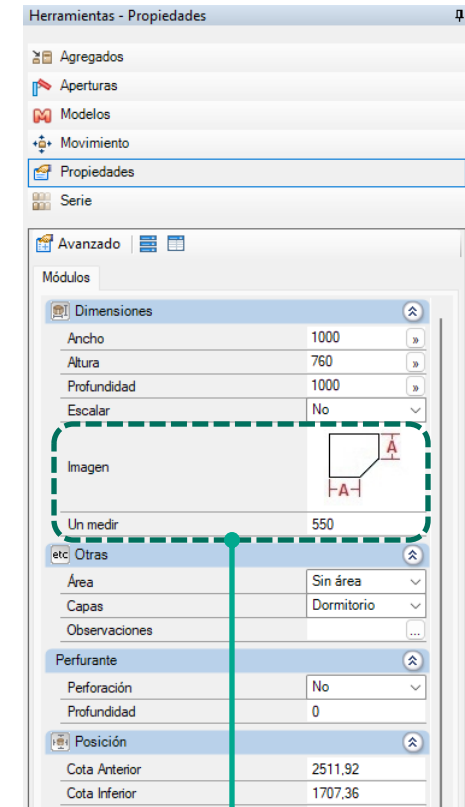 Herramientas - Propiedades
Agregados
Aperturas
Modelos
Movimiento
Propiedades
Serie
Avanzado
Módulos
Dimensiones
Ancho 1000 »
Altura 760 »
Profundidad 1000 »
Escalar No
Imagen A A
Un medir 550
etc Otras
Área Sin área
Capas Dormitorio
Observaciones ...
Perfurante
Perforación No
Profundidad 0
Posición
Cota Anterior 2511,92
Cota Inferior 1707,36